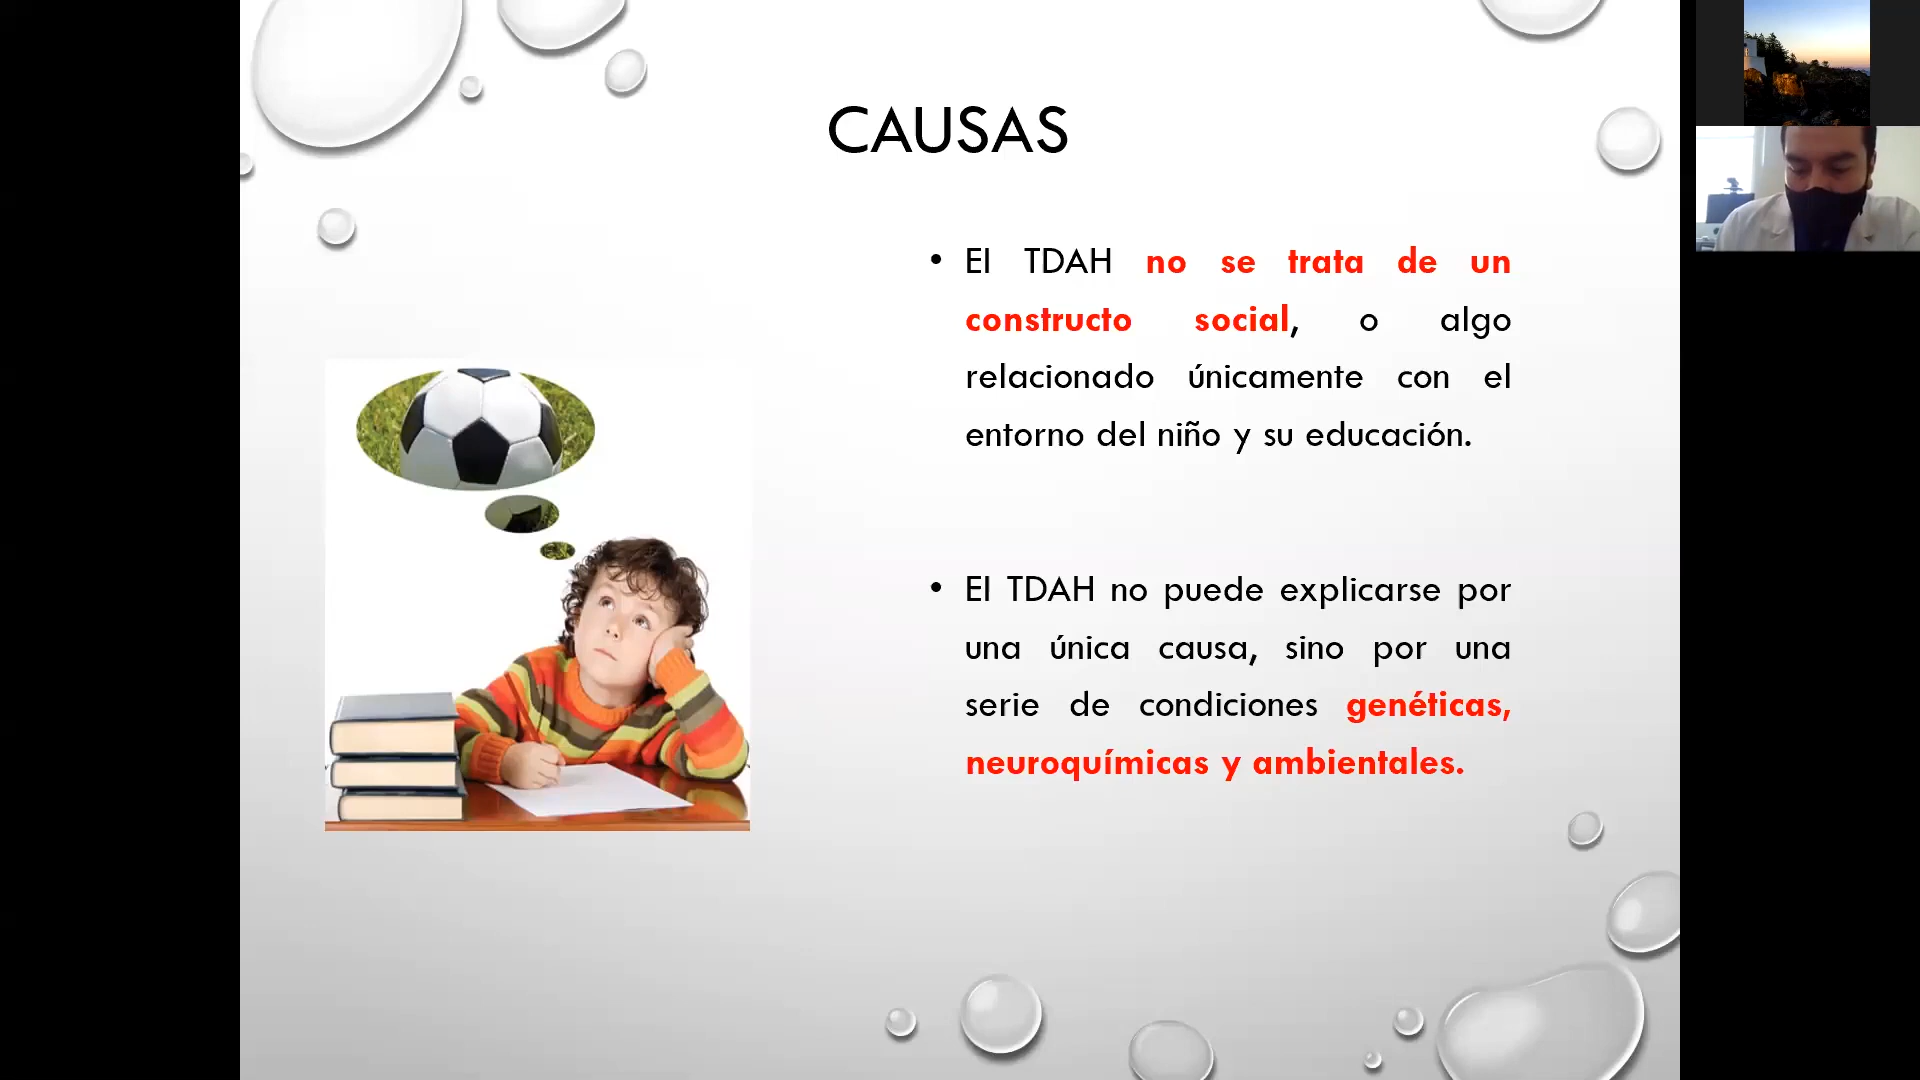 CAUSAS
• El TDAH no se trata de un
constructo social, o algo
relacionado únicamente con el
entorno del niño y su educación.
• El TDAH no puede explicarse por
una única causa, sino por una
serie de condiciones genéticas,
neuroquímicas y ambientales.